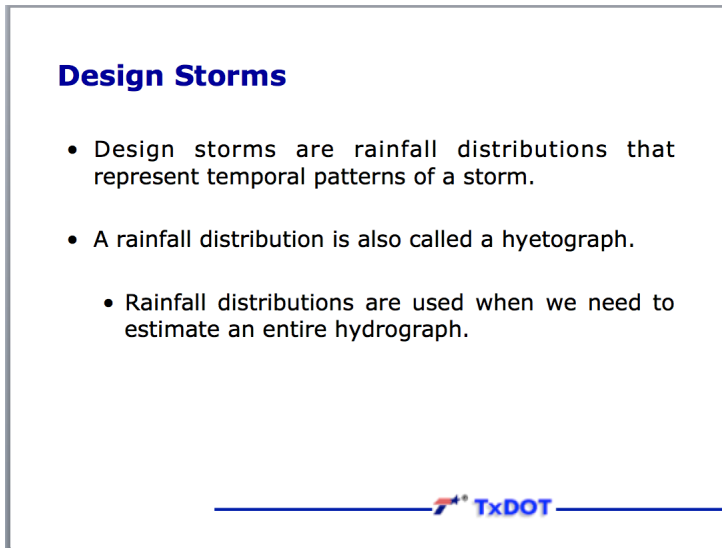 Design Storms
• Design storms are rainfall distributions that
represent temporal patterns of a storm.
• A rainfall distribution is also called a hyetograph.
• Rainfall distributions are used when we need to
estimate an entire hydrograph.
TxDOT